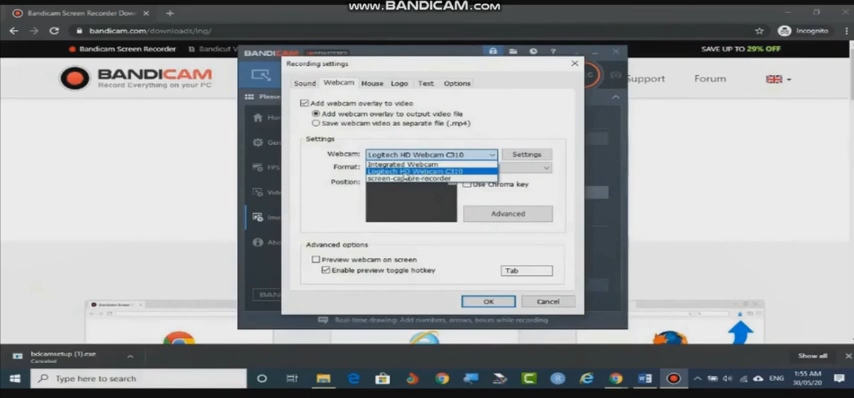 www.BANDICAM.com
Bandicam Screen Recorder Down
bandicam.com/downloads/ing/
Incognito
Bandicam Screen Recorder
Bandicut
SAVE UP TO 29% OFF
BANDICAM
Record Everything on your PC
Support
Forum
BANDICAM
Recording settings
Sound
Webcam
Mouse
Logo
Text
Options
Add webcam overlay to video
Add webcam overlay to output video file
Save webcam video as separate file (.mp4)
Settings
Webcam:
Logitech HD Webcam C310
Settings
Integrated Webcam
Format:
Logitech HD Webcam C310
screen-capture-recorder
Position:
Use Chroma key
Advanced
Advanced options
Preview webcam on screen
Enable preview toggle hotkey
Tab
OK
Cancel
Real-time drawing: Add numbers, arrows, boxes while recording
bdcamsetup (1).exe
Canceled
Show all
Type here to search
ENG
1:55 AM
30/05/20